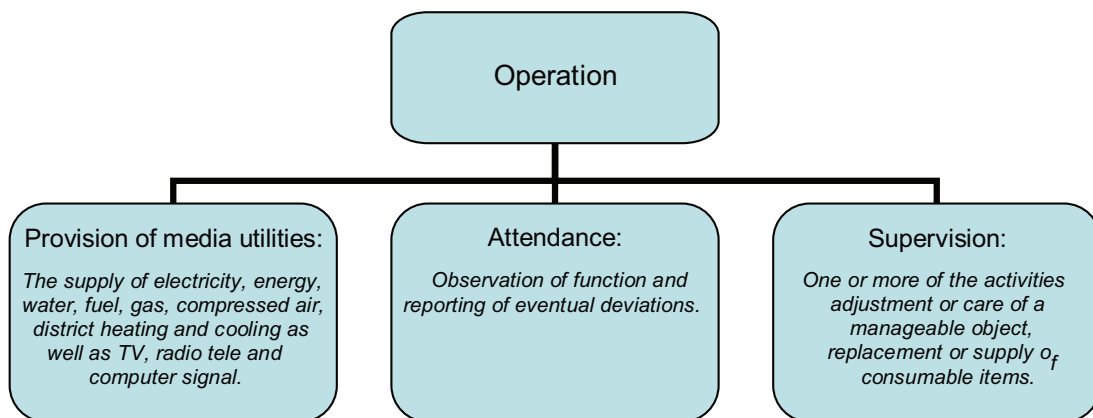 Operation
Provision of media utilities:
The supply of electricity, energy,
water, fuel, gas, compressed air,
district heating and cooling as
well as TV, radio tele and
computer signal.
Attendance:
Observation of function and
reporting of eventual deviations.
Supervision:
One or more of the activities
adjustment or care of a
manageable object,
replacement or supply of
consumable items.